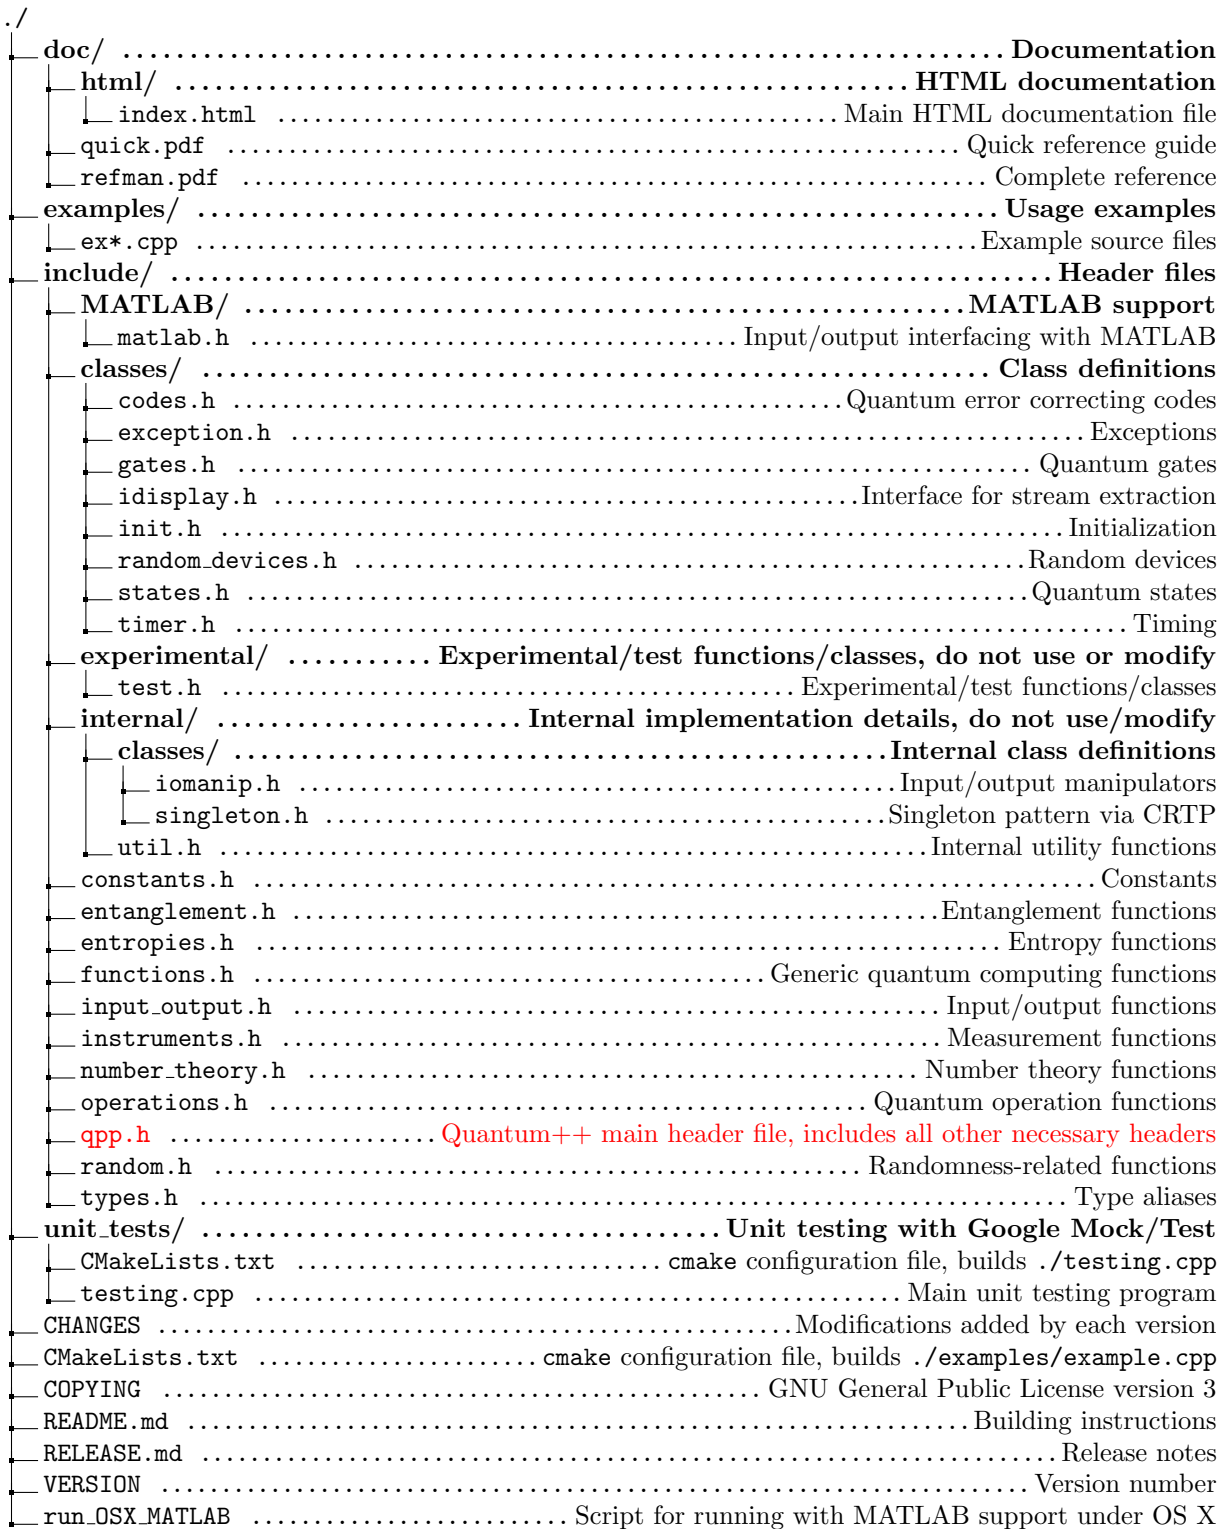 ./
doc/ ........ Documentation
html/ ........ HTML documentation
index.html ........ Main HTML documentation file
quick.pdf ........ Quick reference guide
refman.pdf ........ Complete reference
examples/ ........ Usage examples
ex*.cpp ........ Example source files
include/ ........ Header files
MATLAB/ ........ MATLAB support
matlab.h ........ Input/output interfacing with MATLAB
classes/ ........ Class definitions
codes.h ........ Quantum error correcting codes
exception.h ........ Exceptions
gates.h ........ Quantum gates
idisplay.h ........ Interface for stream extraction
init.h ........ Initialization
random_devices.h ........ Random devices
states.h ........ Quantum states
timer.h ........ Timing
experimental/ ........ Experimental/test functions/classes, do not use or modify
test.h ........ Experimental/test functions/classes
internal/ ........ Internal implementation details, do not use/modify
classes/ ........ Internal class definitions
iomanip.h ........ Input/output manipulators
singleton.h ........ Singleton pattern via CRTP
util.h ........ Internal utility functions
constants.h ........ Constants
entanglement.h ........ Entanglement functions
entropies.h ........ Entropy functions
functions.h ........ Generic quantum computing functions
input_output.h ........ Input/output functions
instruments.h ........ Measurement functions
number_theory.h ........ Number theory functions
operations.h ........ Quantum operation functions
qpp.h ........ Quantum++ main header file, includes all other necessary headers
random.h ........ Randomness-related functions
types.h ........ Type aliases
unit_tests/ ........ Unit testing with Google Mock/Test
CMakeLists.txt ........ cmake configuration file, builds ./testing.cpp
testing.cpp ........ Main unit testing program
CHANGES ........ Modifications added by each version
CMakeLists.txt ........ cmake configuration file, builds ./examples/example.cpp
COPYING ........ GNU General Public License version 3
README.md ........ Building instructions
RELEASE.md ........ Release notes
VERSION ........ Version number
run_OSX_MATLAB ........ Script for running with MATLAB support under OS X